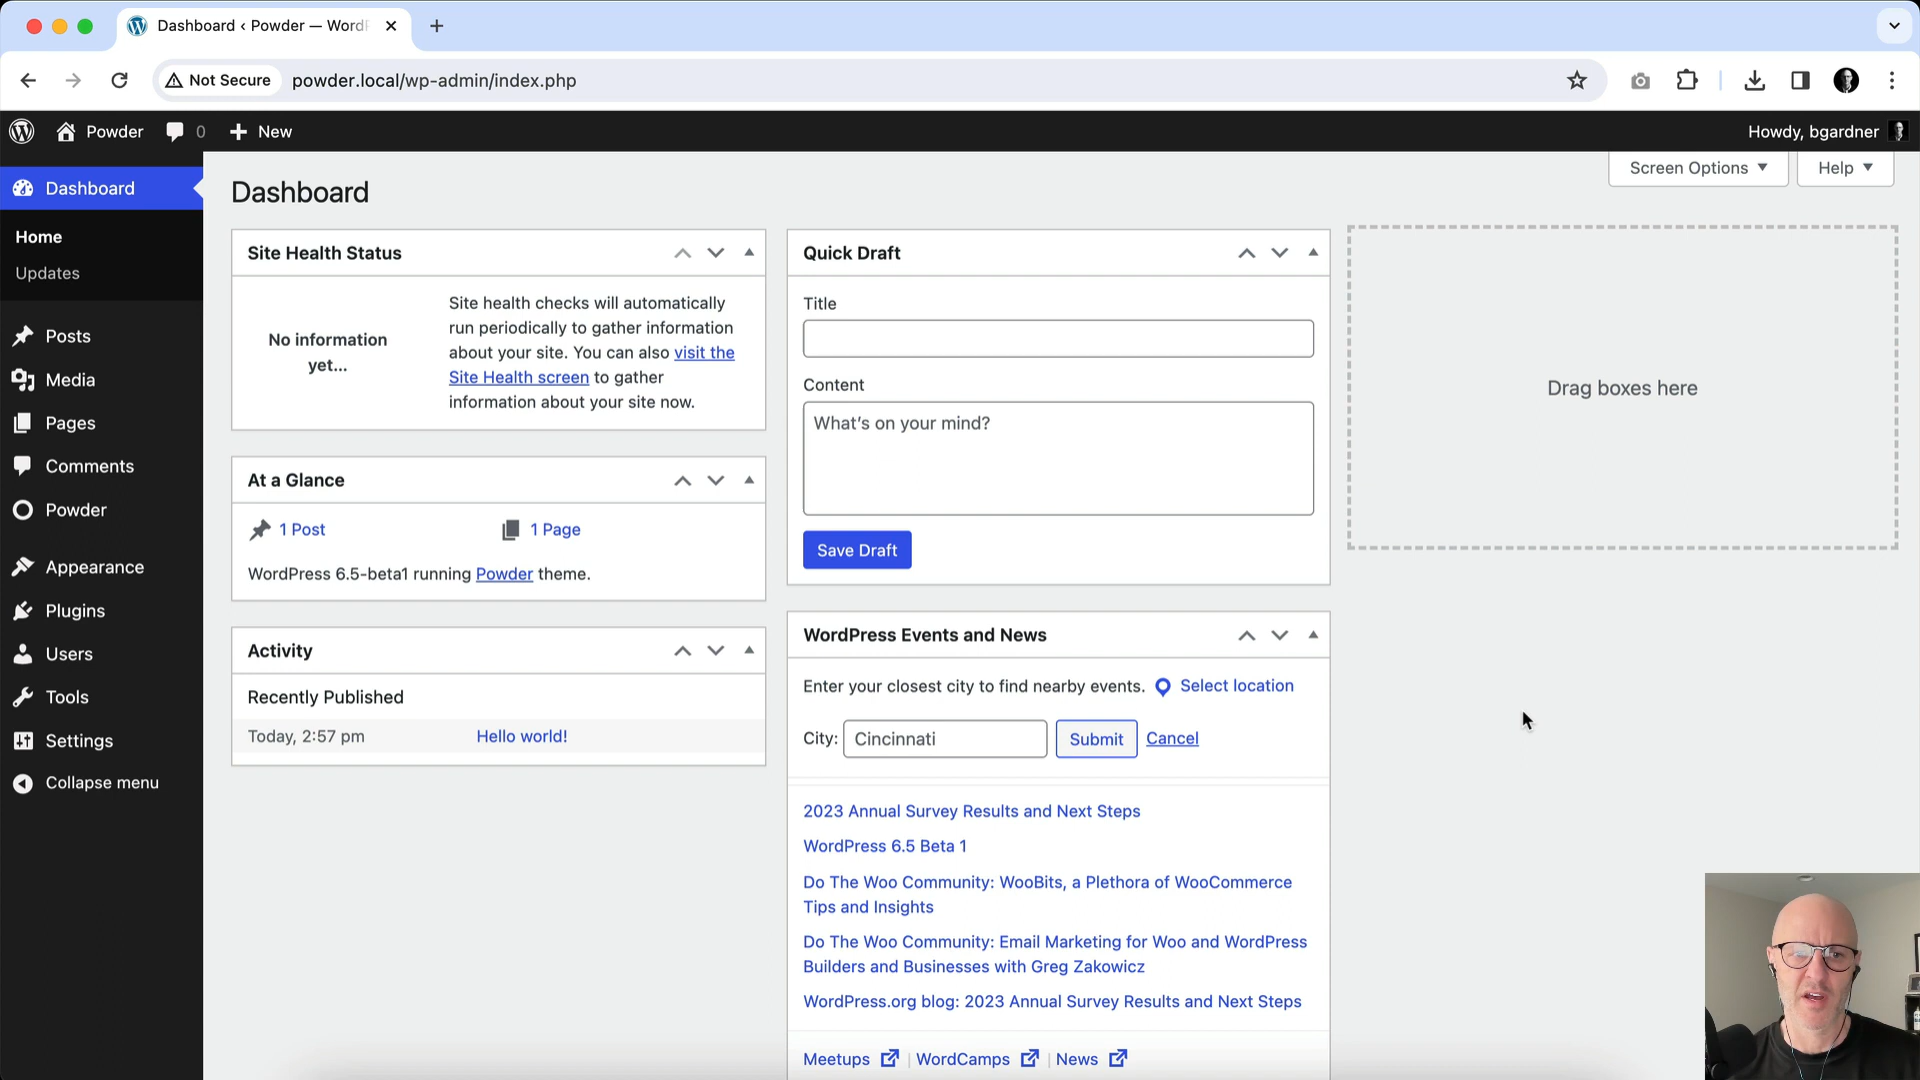 Dashboard ‹ Powder — WordP
Not Secure
powder.local/wp-admin/index.php
Powder
0
New
Howdy, bgardner
Screen Options
Help
Dashboard
Home
Updates
Posts
Media
Pages
Comments
Powder
Appearance
Plugins
Users
Tools
Settings
Collapse menu
Dashboard
Site Health Status
No information
yet...
Site health checks will automatically
run periodically to gather information
about your site. You can also visit the
Site Health screen to gather
information about your site now.
At a Glance
1 Post
1 Page
WordPress 6.5-beta1 running Powder theme.
Activity
Recently Published
Today, 2:57 pm
Hello world!
Quick Draft
Title
Content
What's on your mind?
Save Draft
WordPress Events and News
Enter your closest city to find nearby events.
Select location
City:
Cincinnati
Submit
Cancel
2023 Annual Survey Results and Next Steps
WordPress 6.5 Beta 1
Do The Woo Community: WooBits, a Plethora of WooCommerce
Tips and Insights
Do The Woo Community: Email Marketing for Woo and WordPress
Builders and Businesses with Greg Zakowicz
WordPress.org blog: 2023 Annual Survey Results and Next Steps
Meetups | WordCamps | News
Drag boxes here